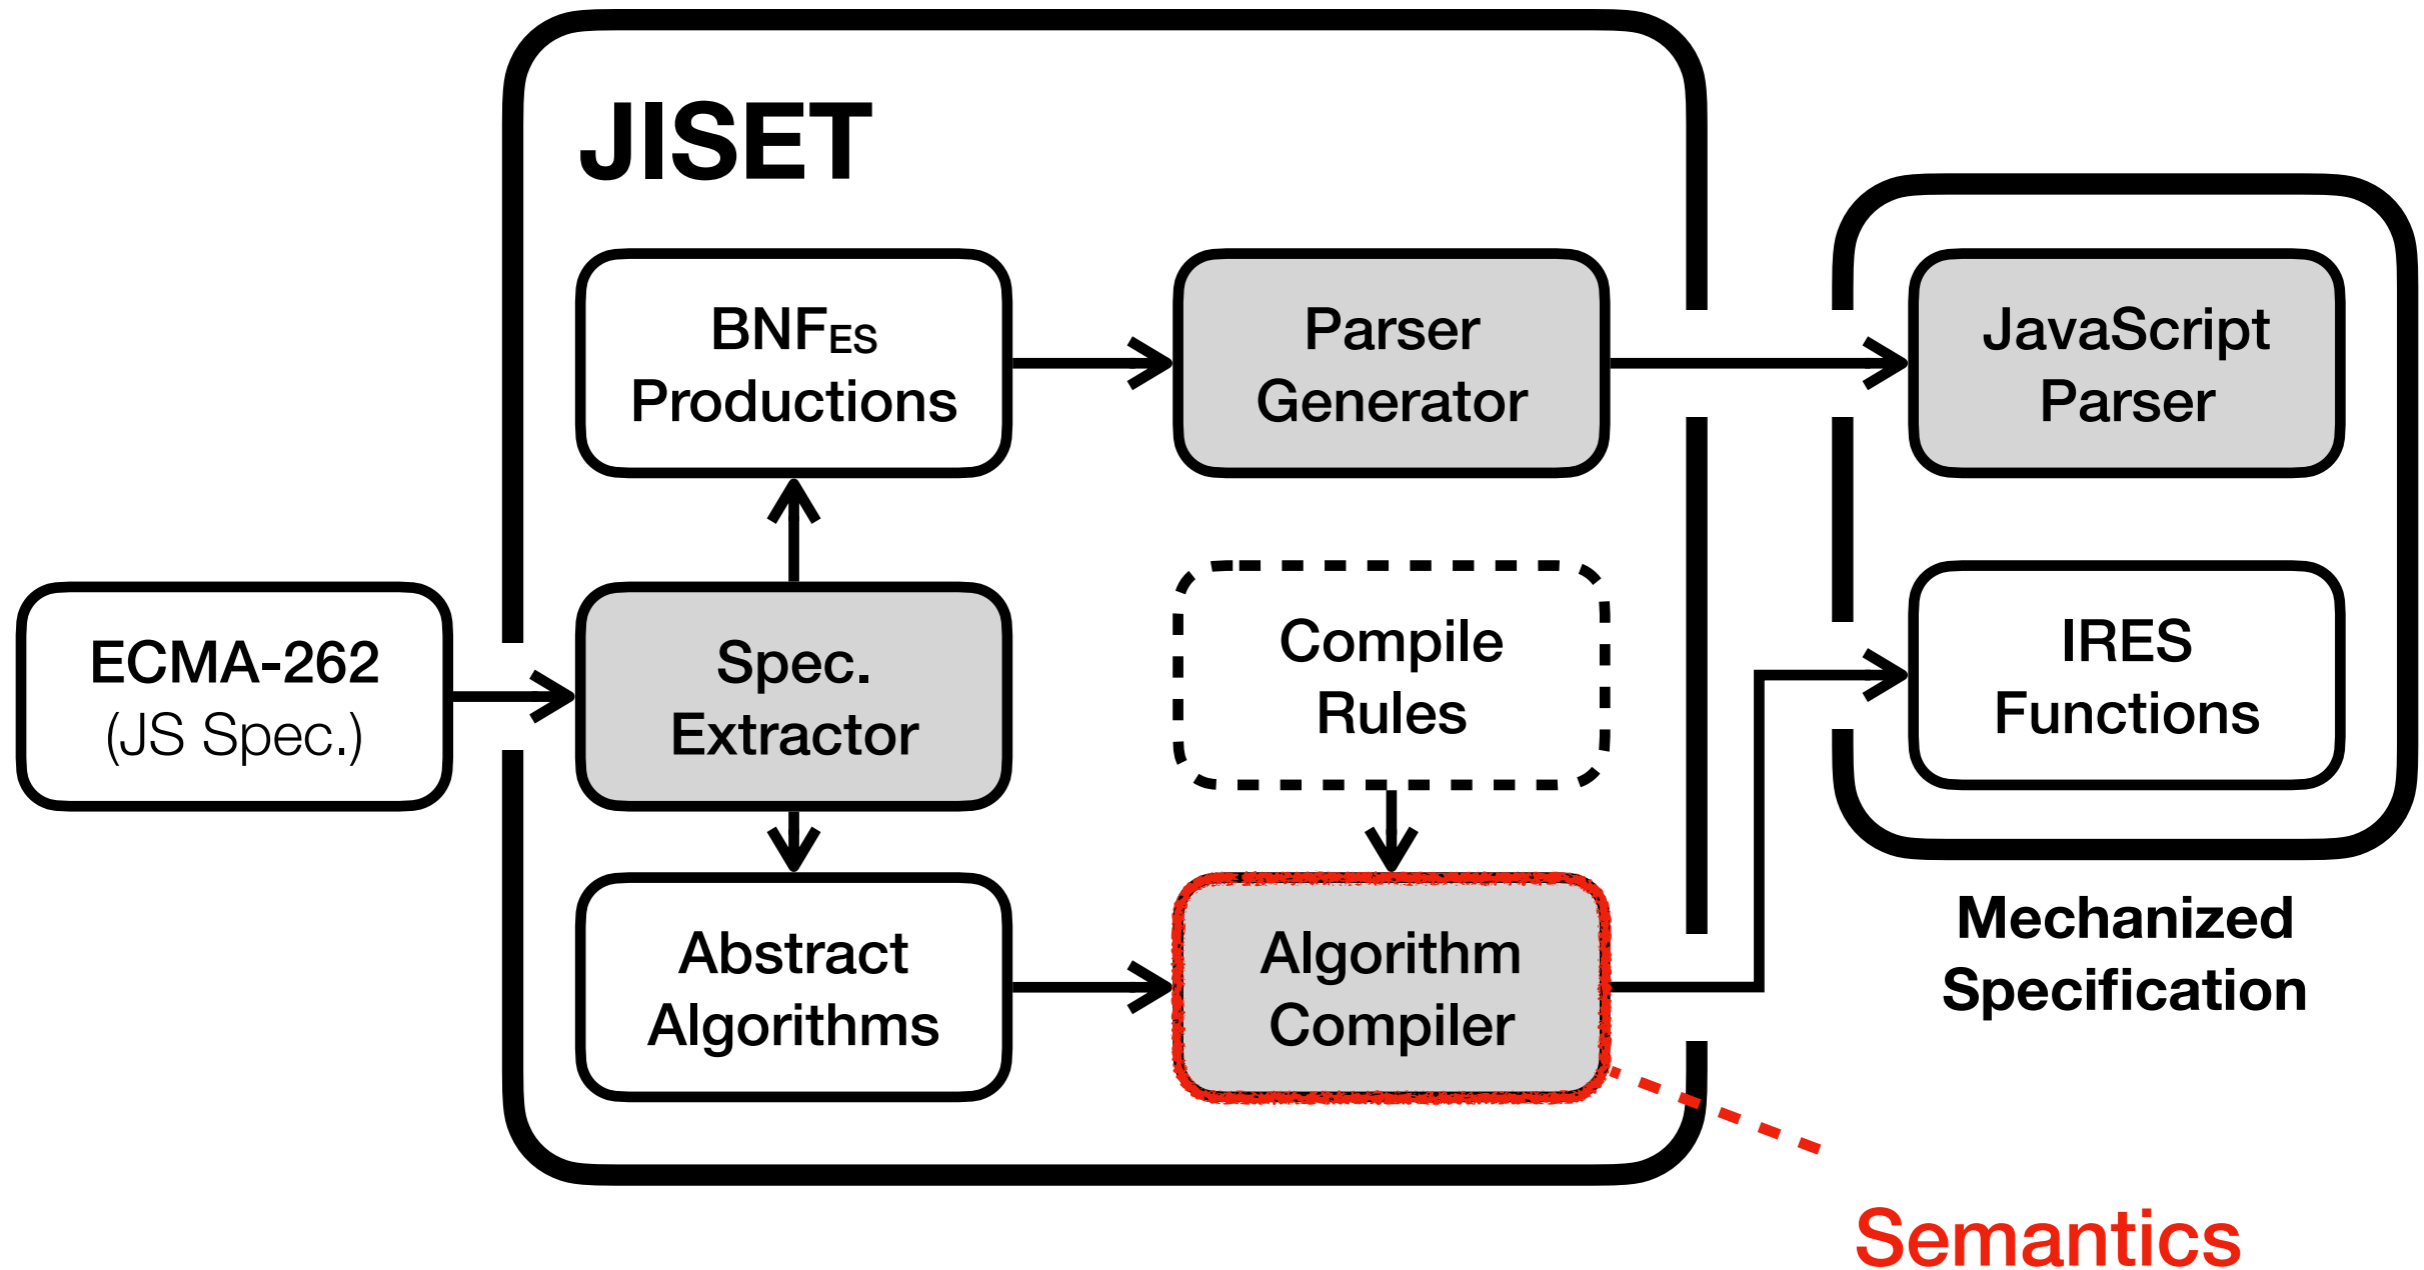 JISET
BNFES
Productions
Parser
Generator
JavaScript
Parser
ECMA-262
(JS Spec.)
Spec.
Extractor
Compile
Rules
IRES
Functions
Abstract
Algorithms
Algorithm
Compiler
Mechanized
Specification
Semantics